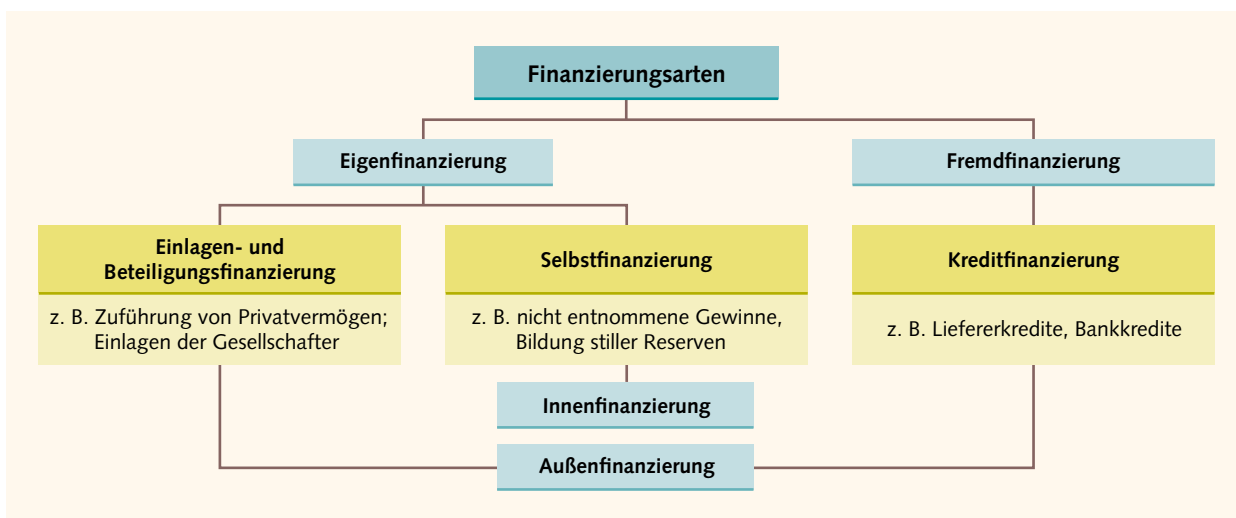 Finanzierungsarten
Eigenfinanzierung
Fremdfinanzierung
Einlagen- und
Beteiligungsfinanzierung
z. B. Zuführung von Privatvermögen;
Einlagen der Gesellschafter
Selbstfinanzierung
z. B. nicht entnommene Gewinne,
Bildung stiller Reserven
Kreditfinanzierung
z. B. Liefererkredite, Bankkredite
Innenfinanzierung
Außenfinanzierung